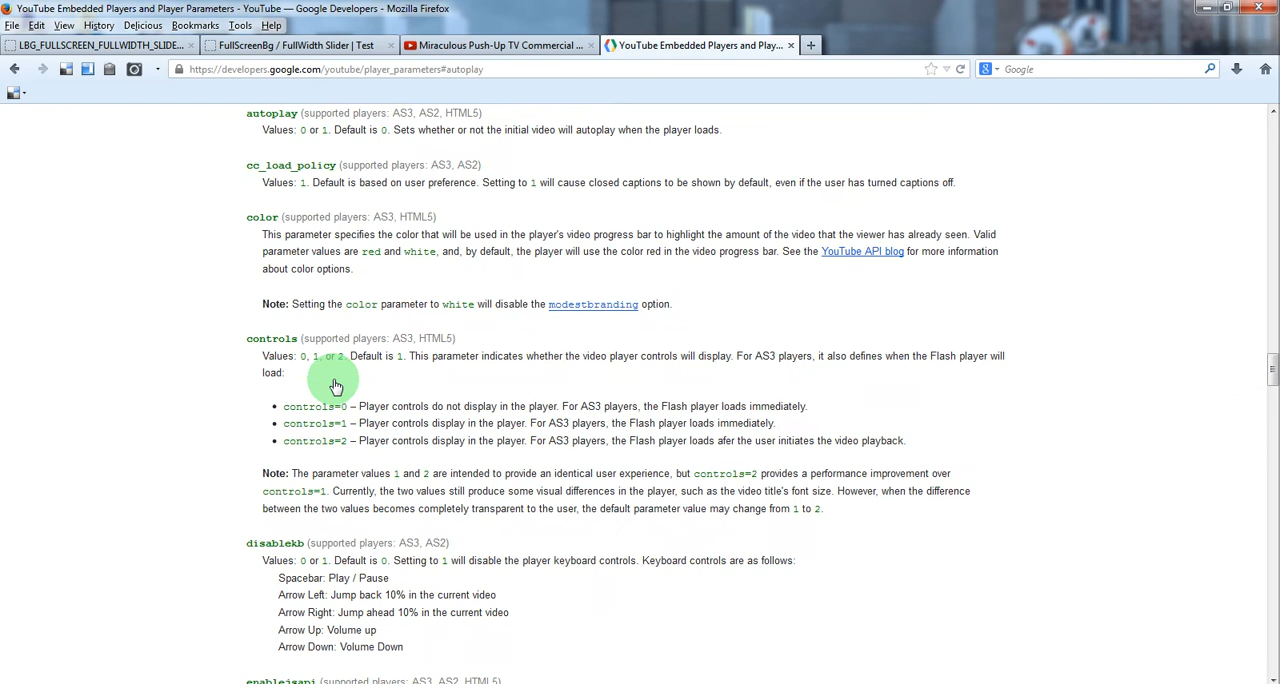 YouTube Embedded Players and Player Parameters - YouTube — Google Developers - Mozilla Firefox
File Edit View History Delicious Bookmarks Tools Help
LBG_FULLSCREEN_FULLWIDTH_SLIDE... × FullScreenBg / FullWidth Slider | Test × Miraculous Push-Up TV Commercial ... × YouTube Embedded Players and Play... × +
https://developers.google.com/youtube/player_parameters#autoplay Google
autoplay (supported players: AS3, AS2, HTML5)
Values: 0 or 1. Default is 0. Sets whether or not the initial video will autoplay when the player loads.
cc_load_policy (supported players: AS3, AS2)
Values: 1. Default is based on user preference. Setting to 1 will cause closed captions to be shown by default, even if the user has turned captions off.
color (supported players: AS3, HTML5)
This parameter specifies the color that will be used in the player's video progress bar to highlight the amount of the video that the viewer has already seen. Valid
parameter values are red and white, and, by default, the player will use the color red in the video progress bar. See the YouTube API blog for more information
about color options.
Note: Setting the color parameter to white will disable the modestbranding option.
controls (supported players: AS3, HTML5)
Values: 0, 1, or 2. Default is 1. This parameter indicates whether the video player controls will display. For AS3 players, it also defines when the Flash player will
load:
• controls=0 – Player controls do not display in the player. For AS3 players, the Flash player loads immediately.
• controls=1 – Player controls display in the player. For AS3 players, the Flash player loads immediately.
• controls=2 – Player controls display in the player. For AS3 players, the Flash player loads afer the user initiates the video playback.
Note: The parameter values 1 and 2 are intended to provide an identical user experience, but controls=2 provides a performance improvement over
controls=1. Currently, the two values still produce some visual differences in the player, such as the video title's font size. However, when the difference
between the two values becomes completely transparent to the user, the default parameter value may change from 1 to 2.
disablekb (supported players: AS3, AS2)
Values: 0 or 1. Default is 0. Setting to 1 will disable the player keyboard controls. Keyboard controls are as follows:
Spacebar: Play / Pause
Arrow Left: Jump back 10% in the current video
Arrow Right: Jump ahead 10% in the current video
Arrow Up: Volume up
Arrow Down: Volume Down
enablejsapi (supported players: AS3, AS2, HTML5)